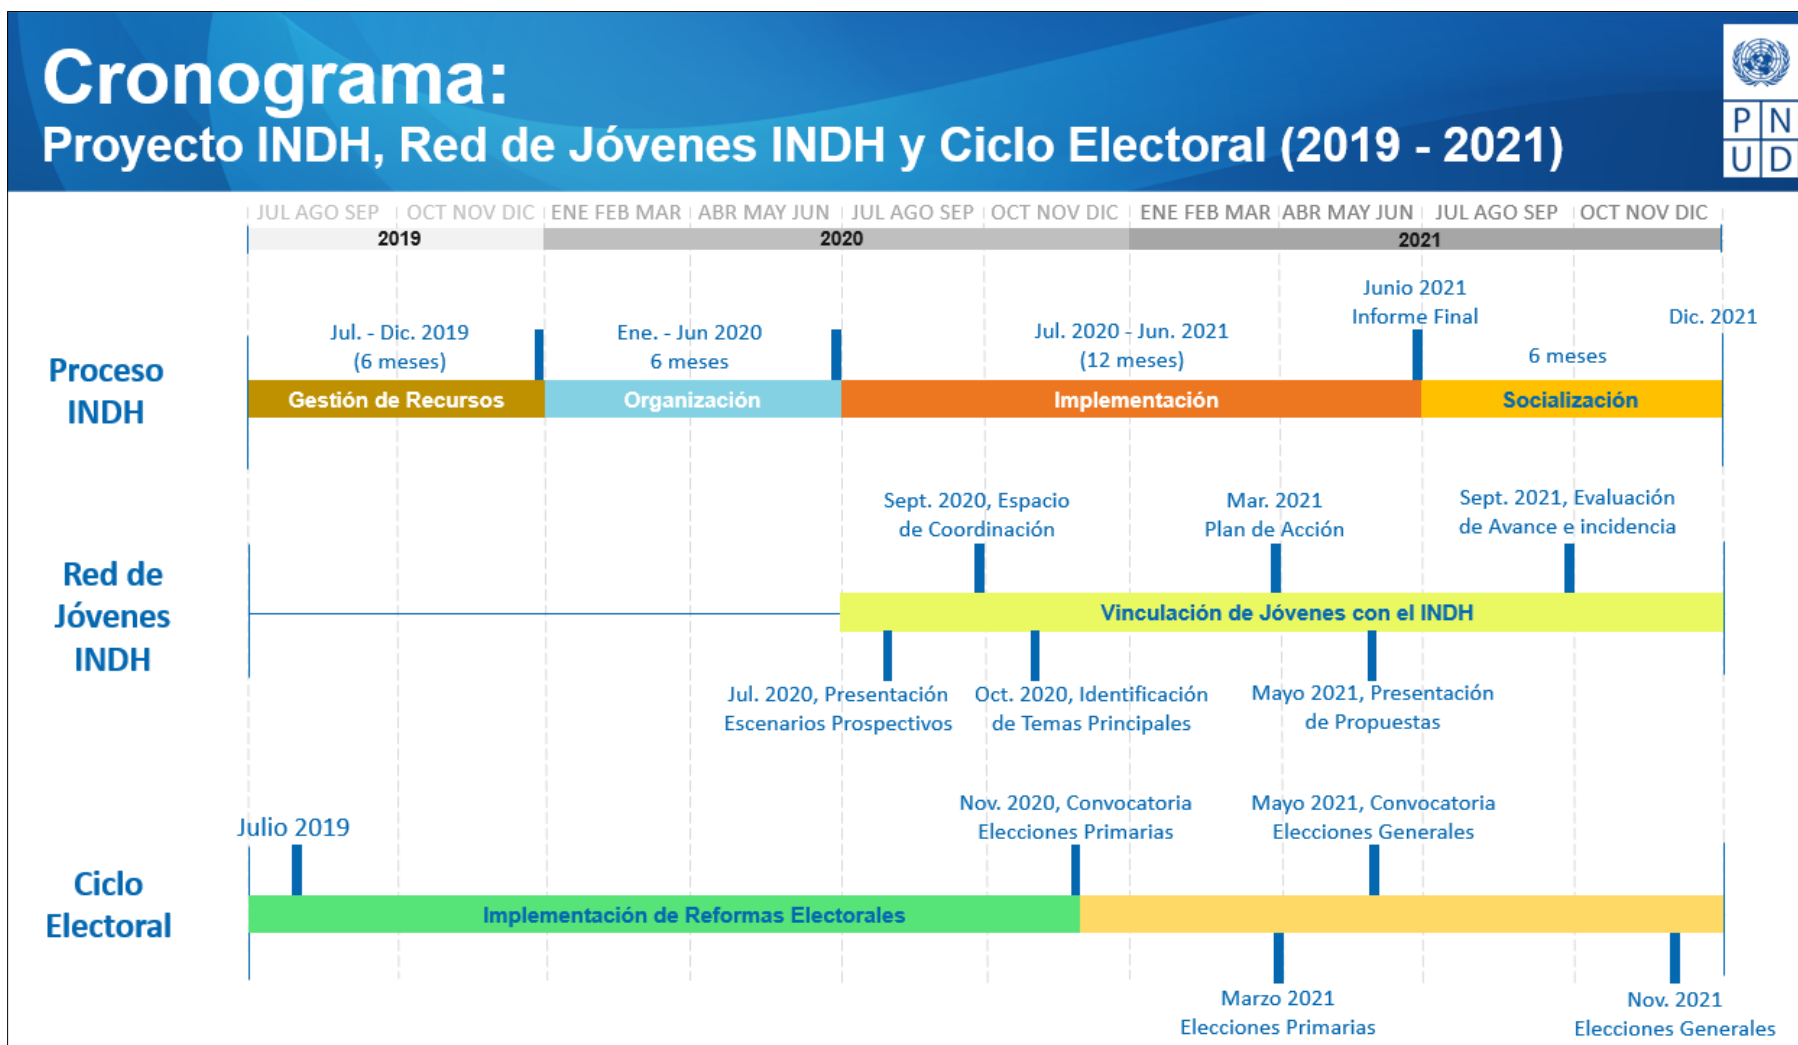 Cronograma:
Proyecto INDH, Red de Jóvenes INDH y Ciclo Electoral (2019 - 2021)
P N
U D
JUL AGO SEP OCT NOV DIC ENE FEB MAR ABR MAY JUN JUL AGO SEP OCT NOV DIC ENE FEB MAR ABR MAY JUN JUL AGO SEP OCT NOV DIC
2019 2020 2021
Proceso
INDH
Jul. - Dic. 2019
(6 meses)
Ene. - Jun 2020
6 meses
Jul. 2020 - Jun. 2021
(12 meses)
Junio 2021
Informe Final
6 meses
Dic. 2021
Gestión de Recursos
Organización
Implementación
Socialización
Red de
Jóvenes
INDH
Sept. 2020, Espacio
de Coordinación
Mar. 2021
Plan de Acción
Sept. 2021, Evaluación
de Avance e incidencia
Vinculación de Jóvenes con el INDH
Jul. 2020, Presentación
Escenarios Prospectivos
Oct. 2020, Identificación
de Temas Principales
Mayo 2021, Presentación
de Propuestas
Ciclo
Electoral
Julio 2019
Nov. 2020, Convocatoria
Elecciones Primarias
Mayo 2021, Convocatoria
Elecciones Generales
Implementación de Reformas Electorales
Marzo 2021
Elecciones Primarias
Nov. 2021
Elecciones Generales